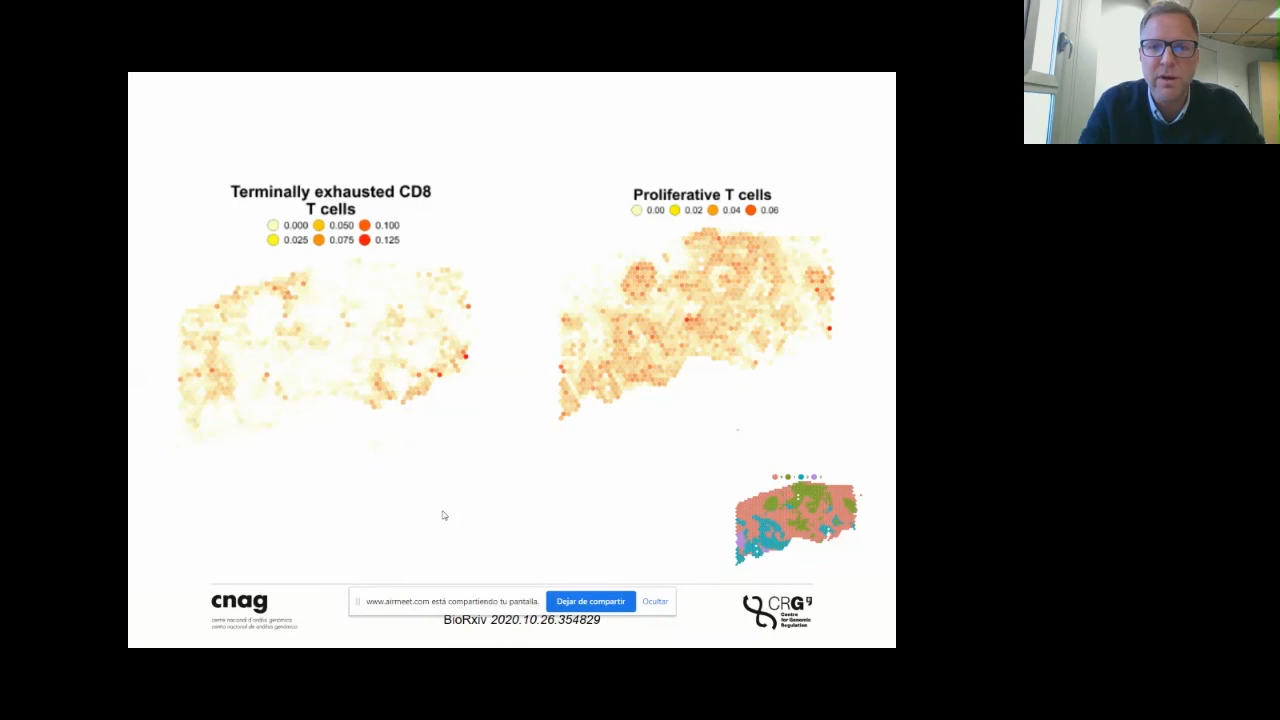 Terminally exhausted CD8
T cells
0.000 0.050 0.100
0.025 0.075 0.125
Proliferative T cells
0.00 0.02 0.04 0.06
cnag
centre nacional d'anàlisi genòmica
centro nacional de análisis genómico
www.airmeet.com está compartiendo tu pantalla.
Dejar de compartir
Ocultar
BioRxiv 2020.10.26.354829
CRG
Centre
for Genomic
Regulation